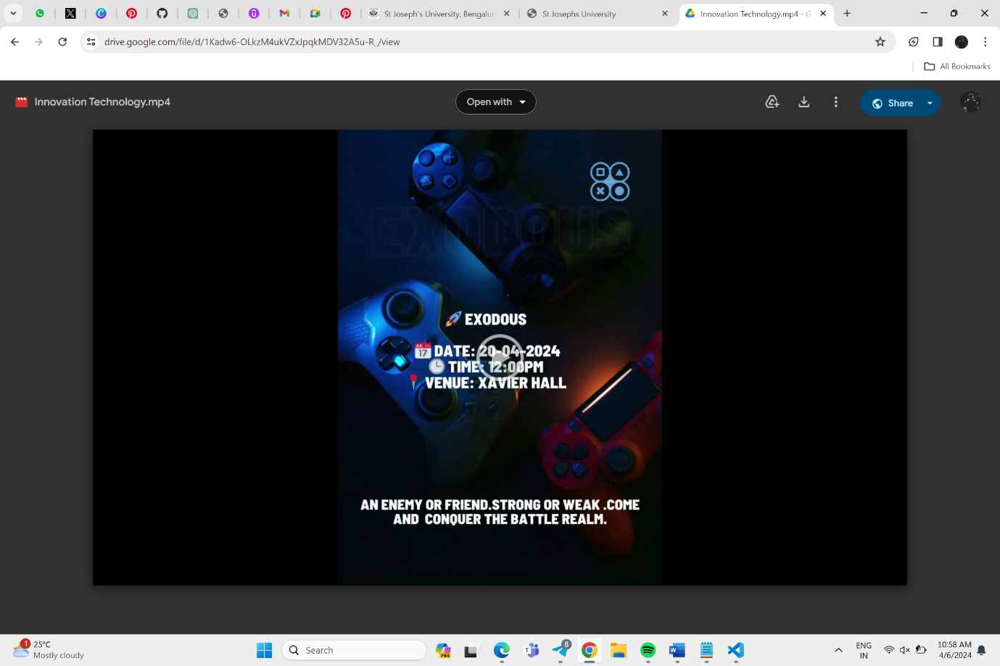 St Joseph's University, Bengalur
St Josephs University
Innovation Technology.mp4 - G
drive.google.com/file/d/1Kadw6-OLkzM4ukVZxJpqkMDV32A5u-R_/view
All Bookmarks
Innovation Technology.mp4
Open with
Share
EXODOUS
🚀 EXODOUS
📅 DATE: 20-04-2024
🕒 TIME: 12:00PM
📍 VENUE: XAVIER HALL
AN ENEMY OR FRIEND.STRONG OR WEAK .COME
AND CONQUER THE BATTLE REALM.
1
25°C
Mostly cloudy
Search
PRE
8
ENG
IN
10:58 AM
4/6/2024